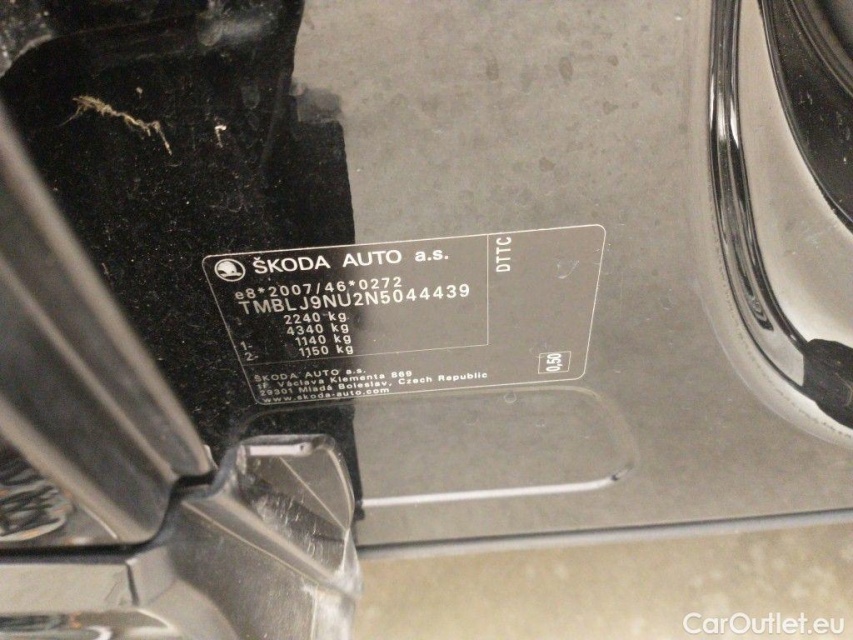 ŠKODA AUTO a.s.
DTTC
e8*2007/46*0272
TMBLJ9NU2N5044439
2240 kg
4340 kg
1- 1140 kg
2- 1150 kg
0,50
ŠKODA AUTO a.s.
tř. Václava Klementa 869
29301 Mladá Boleslav, Czech Republic
www.skoda-auto.com
CarOutlet.eu